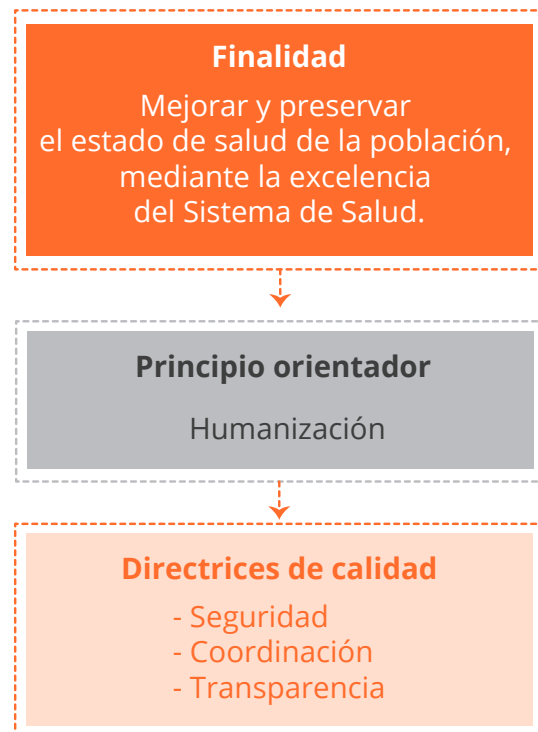 Finalidad
Mejorar y preservar
el estado de salud de la población,
mediante la excelencia
del Sistema de Salud.
Principio orientador
Humanización
Directrices de calidad
- Seguridad
- Coordinación
- Transparencia